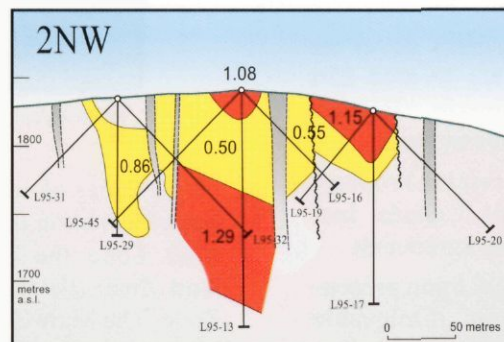 2NW
1.08
1.15
1800
0.86
0.50
0.55
L95-31
L95-45
L95-29
L95-19
L95-16
1.29
L95-32
L95-20
1700
metres
a.s.l.
L95-13
L95-17
0 50 metres